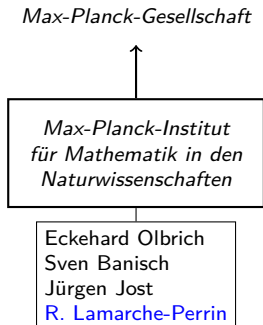 Max-Planck-Gesellschaft
Max-Planck-Institut
für Mathematik in den
Naturwissenschaften
Eckehard Olbrich
Sven Banisch
Jürgen Jost
R. Lamarche-Perrin